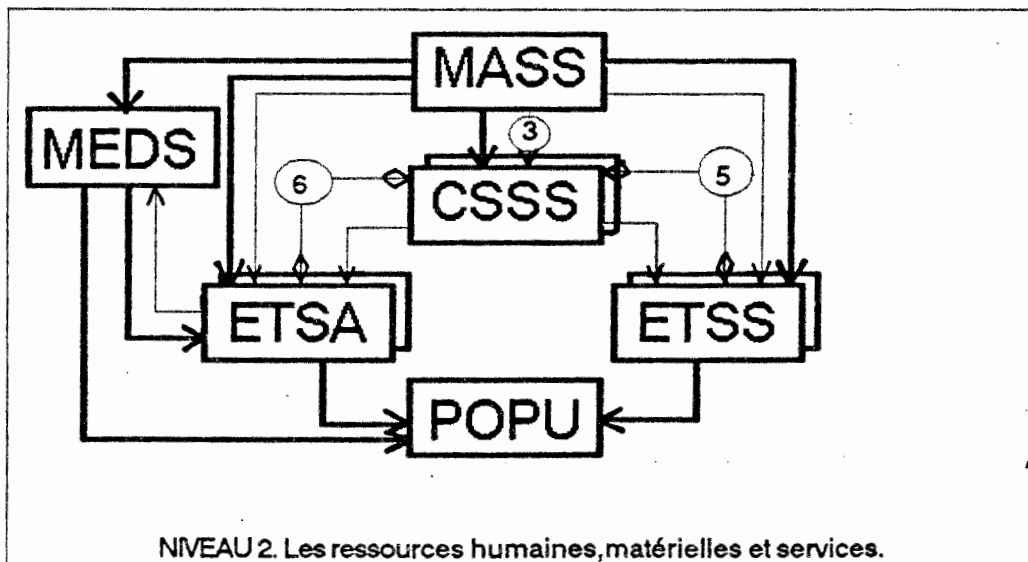 MASS
3
MEDS
6
CSSS
5
ETSA
ETSS
POPU
NIVEAU 2. Les ressources humaines,matérielles et services.